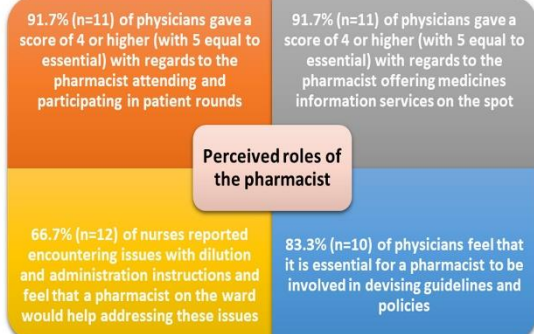 91.7% (n=11) of physicians gave a
score of 4 or higher (with 5 equal to
essential) with regards to the
pharmacist attending and
participating in patient rounds
91.7% (n=11) of physicians gave a
score of 4 or higher (with 5 equal to
essential) with regards to the
pharmacist offering medicines
information services on the spot
Perceived roles of
the pharmacist
66.7% (n=12) of nurses reported
encountering issues with dilution
and administration instructions and
feel that a pharmacist on the ward
would help addressing these issues
83.3% (n=10) of physicians feel that
it is essential for a pharmacist to be
involved in devising guidelines and
policies